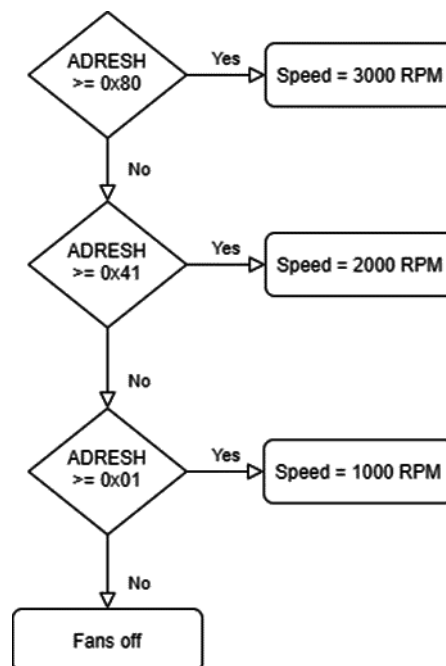 ADRESH
>= 0x80
Yes
Speed = 3000 RPM
No
ADRESH
>= 0x41
Yes
Speed = 2000 RPM
No
ADRESH
>= 0x01
Yes
Speed = 1000 RPM
No
Fans off